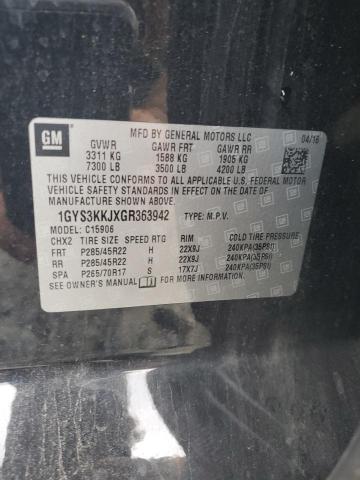 GM
MFD BY GENERAL MOTORS LLC
04/16
GVWR GAWR FRT GAWR RR
3311 KG 1588 KG 1905 KG
7300 LB 3500 LB 4200 LB
THIS VEHICLE CONFORMS TO ALL APPLICABLE U.S. FEDERAL MOTOR
VEHICLE SAFETY AND THEFT PREVENTION STANDARDS IN EFFECT ON THE DATE OF
MANUFACTURE SHOWN ABOVE.
1GYS3KKJXGR363942 TYPE: M.P.V.
MODEL: C15906
CHX2 TIRE SIZE SPEED RTG RIM COLD TIRE PRESSURE
FRT P285/45R22 H 22X9J 240KPA(35PSI)
RR P285/45R22 H 22X9J 240KPA(35PSI)
SPA P265/70R17 S 17X7J 240KPA(35PSI)
SEE OWNER'S MANUAL